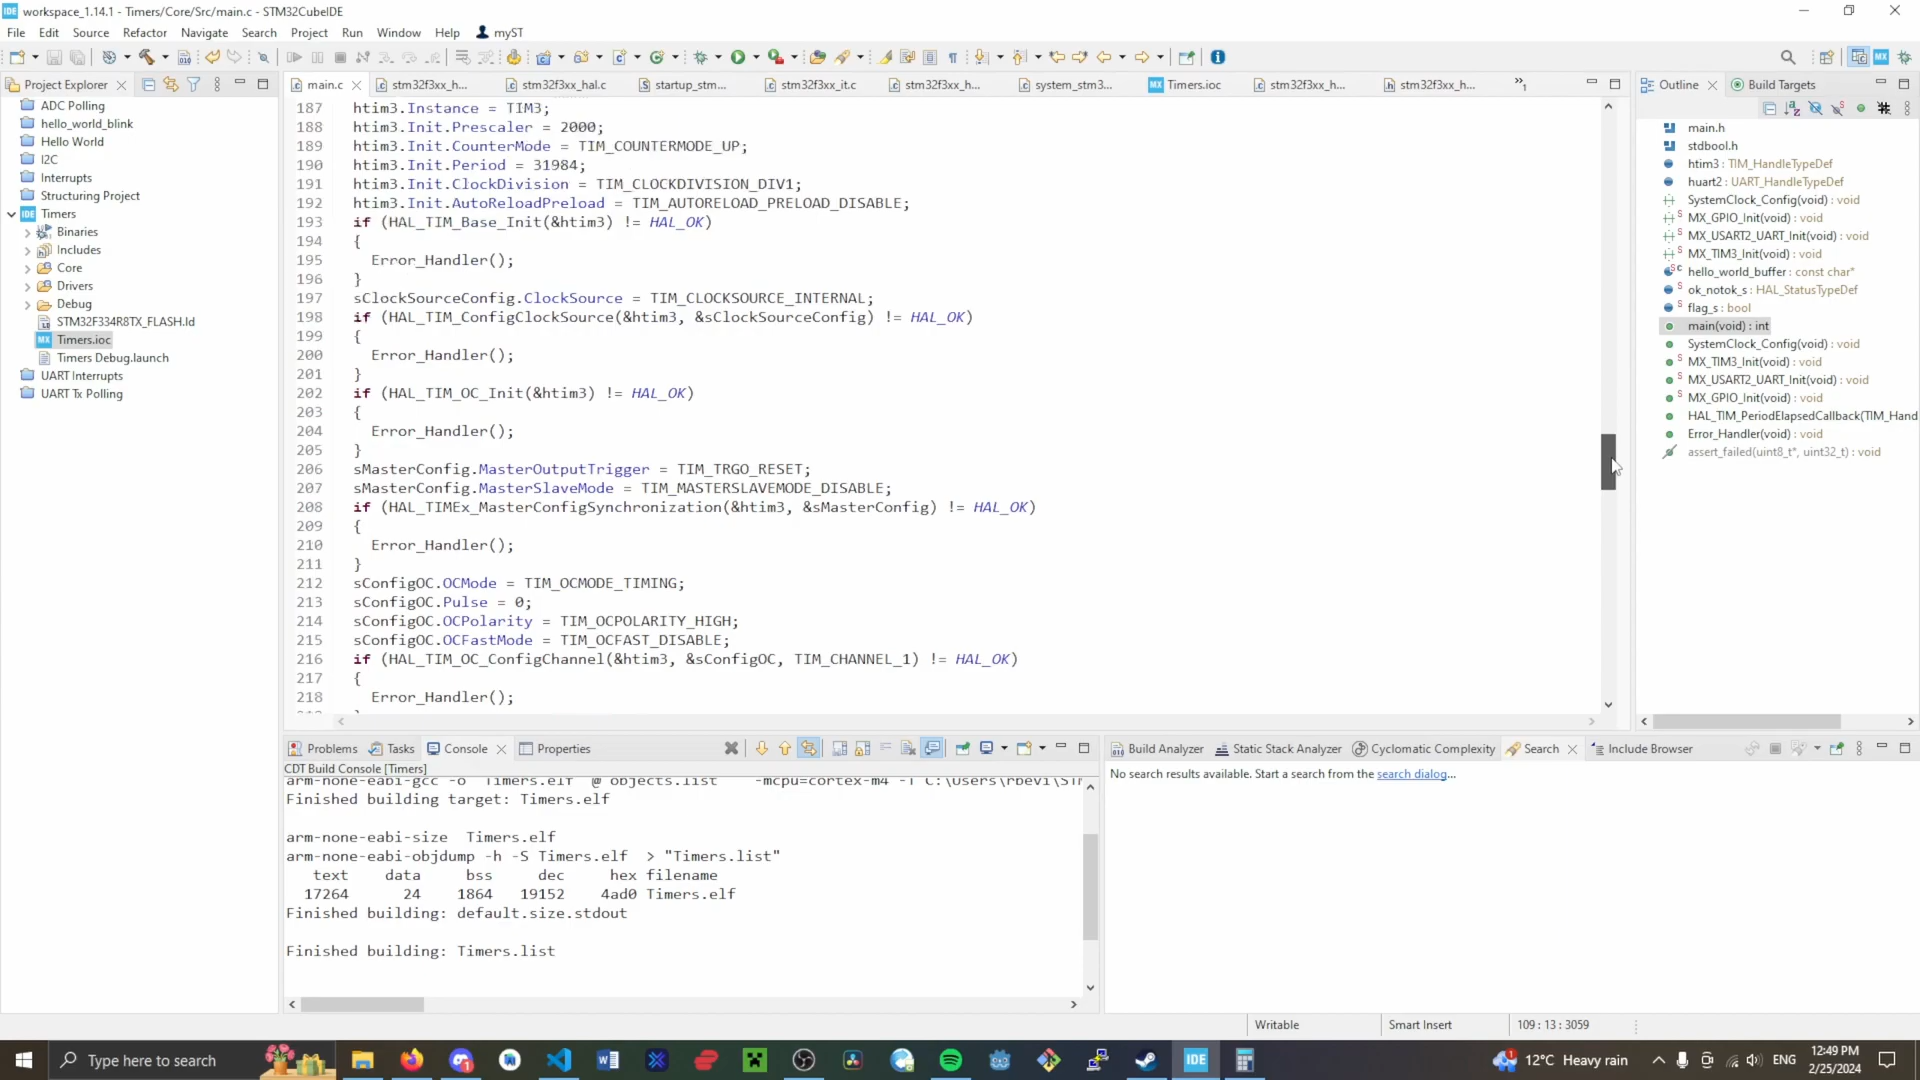 workspace_1.14.1 - Timers/Core/Src/main.c - STM32CubeIDE
File Edit Source Refactor Navigate Search Project Run Window Help myST
Project Explorer
ADC Polling
hello_world_blink
Hello World
I2C
Interrupts
Structuring Project
Timers
Binaries
Includes
Core
Drivers
Debug
STM32F334R8TX_FLASH.ld
Timers.ioc
Timers Debug.launch
UART Interrupts
UART Tx Polling
main.c stm32f3xx_h... stm32f3xx_hal.c startup_stm... stm32f3xx_it.c stm32f3xx_h... system_stm3... Timers.ioc stm32f3xx_h... stm32f3xx_h... »1
187 htim3.Instance = TIM3;
188 htim3.Init.Prescaler = 2000;
189 htim3.Init.CounterMode = TIM_COUNTERMODE_UP;
190 htim3.Init.Period = 31984;
191 htim3.Init.ClockDivision = TIM_CLOCKDIVISION_DIV1;
192 htim3.Init.AutoReloadPreload = TIM_AUTORELOAD_PRELOAD_DISABLE;
193 if (HAL_TIM_Base_Init(&htim3) != HAL_OK)
194 {
195 Error_Handler();
196 }
197 sClockSourceConfig.ClockSource = TIM_CLOCKSOURCE_INTERNAL;
198 if (HAL_TIM_ConfigClockSource(&htim3, &sClockSourceConfig) != HAL_OK)
199 {
200 Error_Handler();
201 }
202 if (HAL_TIM_OC_Init(&htim3) != HAL_OK)
203 {
204 Error_Handler();
205 }
206 sMasterConfig.MasterOutputTrigger = TIM_TRGO_RESET;
207 sMasterConfig.MasterSlaveMode = TIM_MASTERSLAVEMODE_DISABLE;
208 if (HAL_TIMEx_MasterConfigSynchronization(&htim3, &sMasterConfig) != HAL_OK)
209 {
210 Error_Handler();
211 }
212 sConfigOC.OCMode = TIM_OCMODE_TIMING;
213 sConfigOC.Pulse = 0;
214 sConfigOC.OCPolarity = TIM_OCPOLARITY_HIGH;
215 sConfigOC.OCFastMode = TIM_OCFAST_DISABLE;
216 if (HAL_TIM_OC_ConfigChannel(&htim3, &sConfigOC, TIM_CHANNEL_1) != HAL_OK)
217 {
218 Error_Handler();
Outline Build Targets
main.h
stdbool.h
htim3 : TIM_HandleTypeDef
huart2 : UART_HandleTypeDef
SystemClock_Config(void) : void
MX_GPIO_Init(void) : void
MX_USART2_UART_Init(void) : void
MX_TIM3_Init(void) : void
hello_world_buffer : const char*
ok_notok_s : HAL_StatusTypeDef
flag_s : bool
main(void) : int
SystemClock_Config(void) : void
MX_TIM3_Init(void) : void
MX_USART2_UART_Init(void) : void
MX_GPIO_Init(void) : void
HAL_TIM_PeriodElapsedCallback(TIM_Hand
Error_Handler(void) : void
assert_failed(uint8_t*, uint32_t) : void
Problems Tasks Console Properties
CDT Build Console [Timers]
arm-none-eabi-gcc -o "Timers.elf" @"objects.list" -mcpu=cortex-m4 -T"C:\Users\rbevi\STM
Finished building target: Timers.elf
arm-none-eabi-size Timers.elf
arm-none-eabi-objdump -h -S Timers.elf > "Timers.list"
text data bss dec hex filename
17264 24 1864 19152 4ad0 Timers.elf
Finished building: default.size.stdout
Finished building: Timers.list
Build Analyzer Static Stack Analyzer Cyclomatic Complexity Search Include Browser
No search results available. Start a search from the search dialog...
Writable Smart Insert 109 : 13 : 3059
Type here to search
12°C Heavy rain
ENG
12:49 PM
2/25/2024